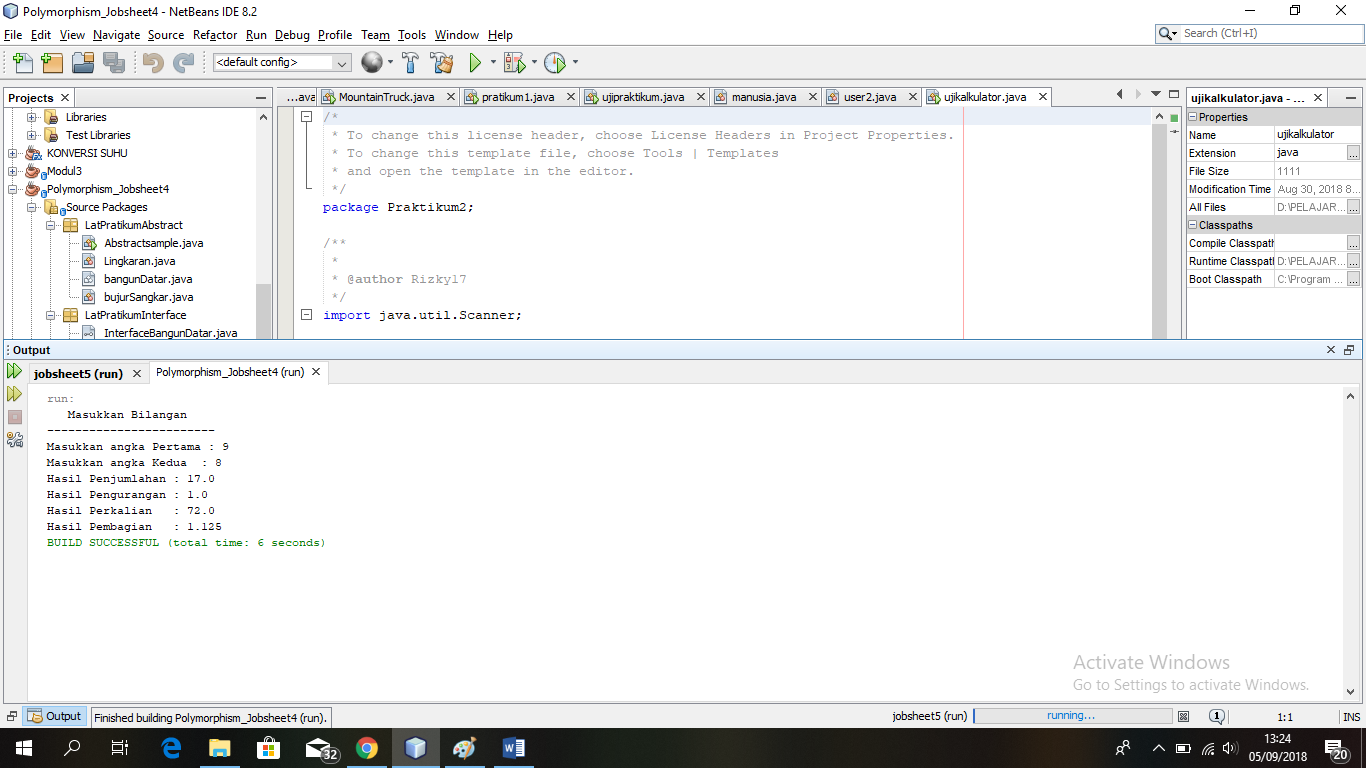 Polymorphism_Jobsheet4 - NetBeans IDE 8.2
File Edit View Navigate Source Refactor Run Debug Profile Team Tools Window Help
Search (Ctrl+I)
<default config>
Projects
...ava MountainTruck.java pratikum1.java ujipraktikum.java manusia.java user2.java ujikalkulator.java
Libraries
Test Libraries
KONVERSI SUHU
Modul3
Polymorphism_Jobsheet4
Source Packages
LatPratikumAbstract
Abstractsample.java
Lingkaran.java
bangunDatar.java
bujurSangkar.java
LatPratikumInterface
InterfaceBangunDatar.java
/*
* To change this license header, choose License Headers in Project Properties.
* To change this template file, choose Tools | Templates
* and open the template in the editor.
*/
package Praktikum2;
/**
*
* @author Rizky17
*/
import java.util.Scanner;
ujikalkulator.java - ...
Properties
Name ujikalkulator
Extension java ...
File Size 1111
Modification Time Aug 30, 2018 8...
All Files D:\PELAJAR... ...
Classpaths
Compile Classpath ...
Runtime Classpath D:\PELAJAR... ...
Boot Classpath C:\Program ... ...
Output
jobsheet5 (run) Polymorphism_Jobsheet4 (run)
run:
Masukkan Bilangan
------------------------
Masukkan angka Pertama : 9
Masukkan angka Kedua : 8
Hasil Penjumlahan : 17.0
Hasil Pengurangan : 1.0
Hasil Perkalian : 72.0
Hasil Pembagian : 1.125
BUILD SUCCESSFUL (total time: 6 seconds)
Activate Windows
Go to Settings to activate Windows.
Output
Finished building Polymorphism_Jobsheet4 (run).
jobsheet5 (run) running... 1 1:1 INS
32
13:24
05/09/2018
20